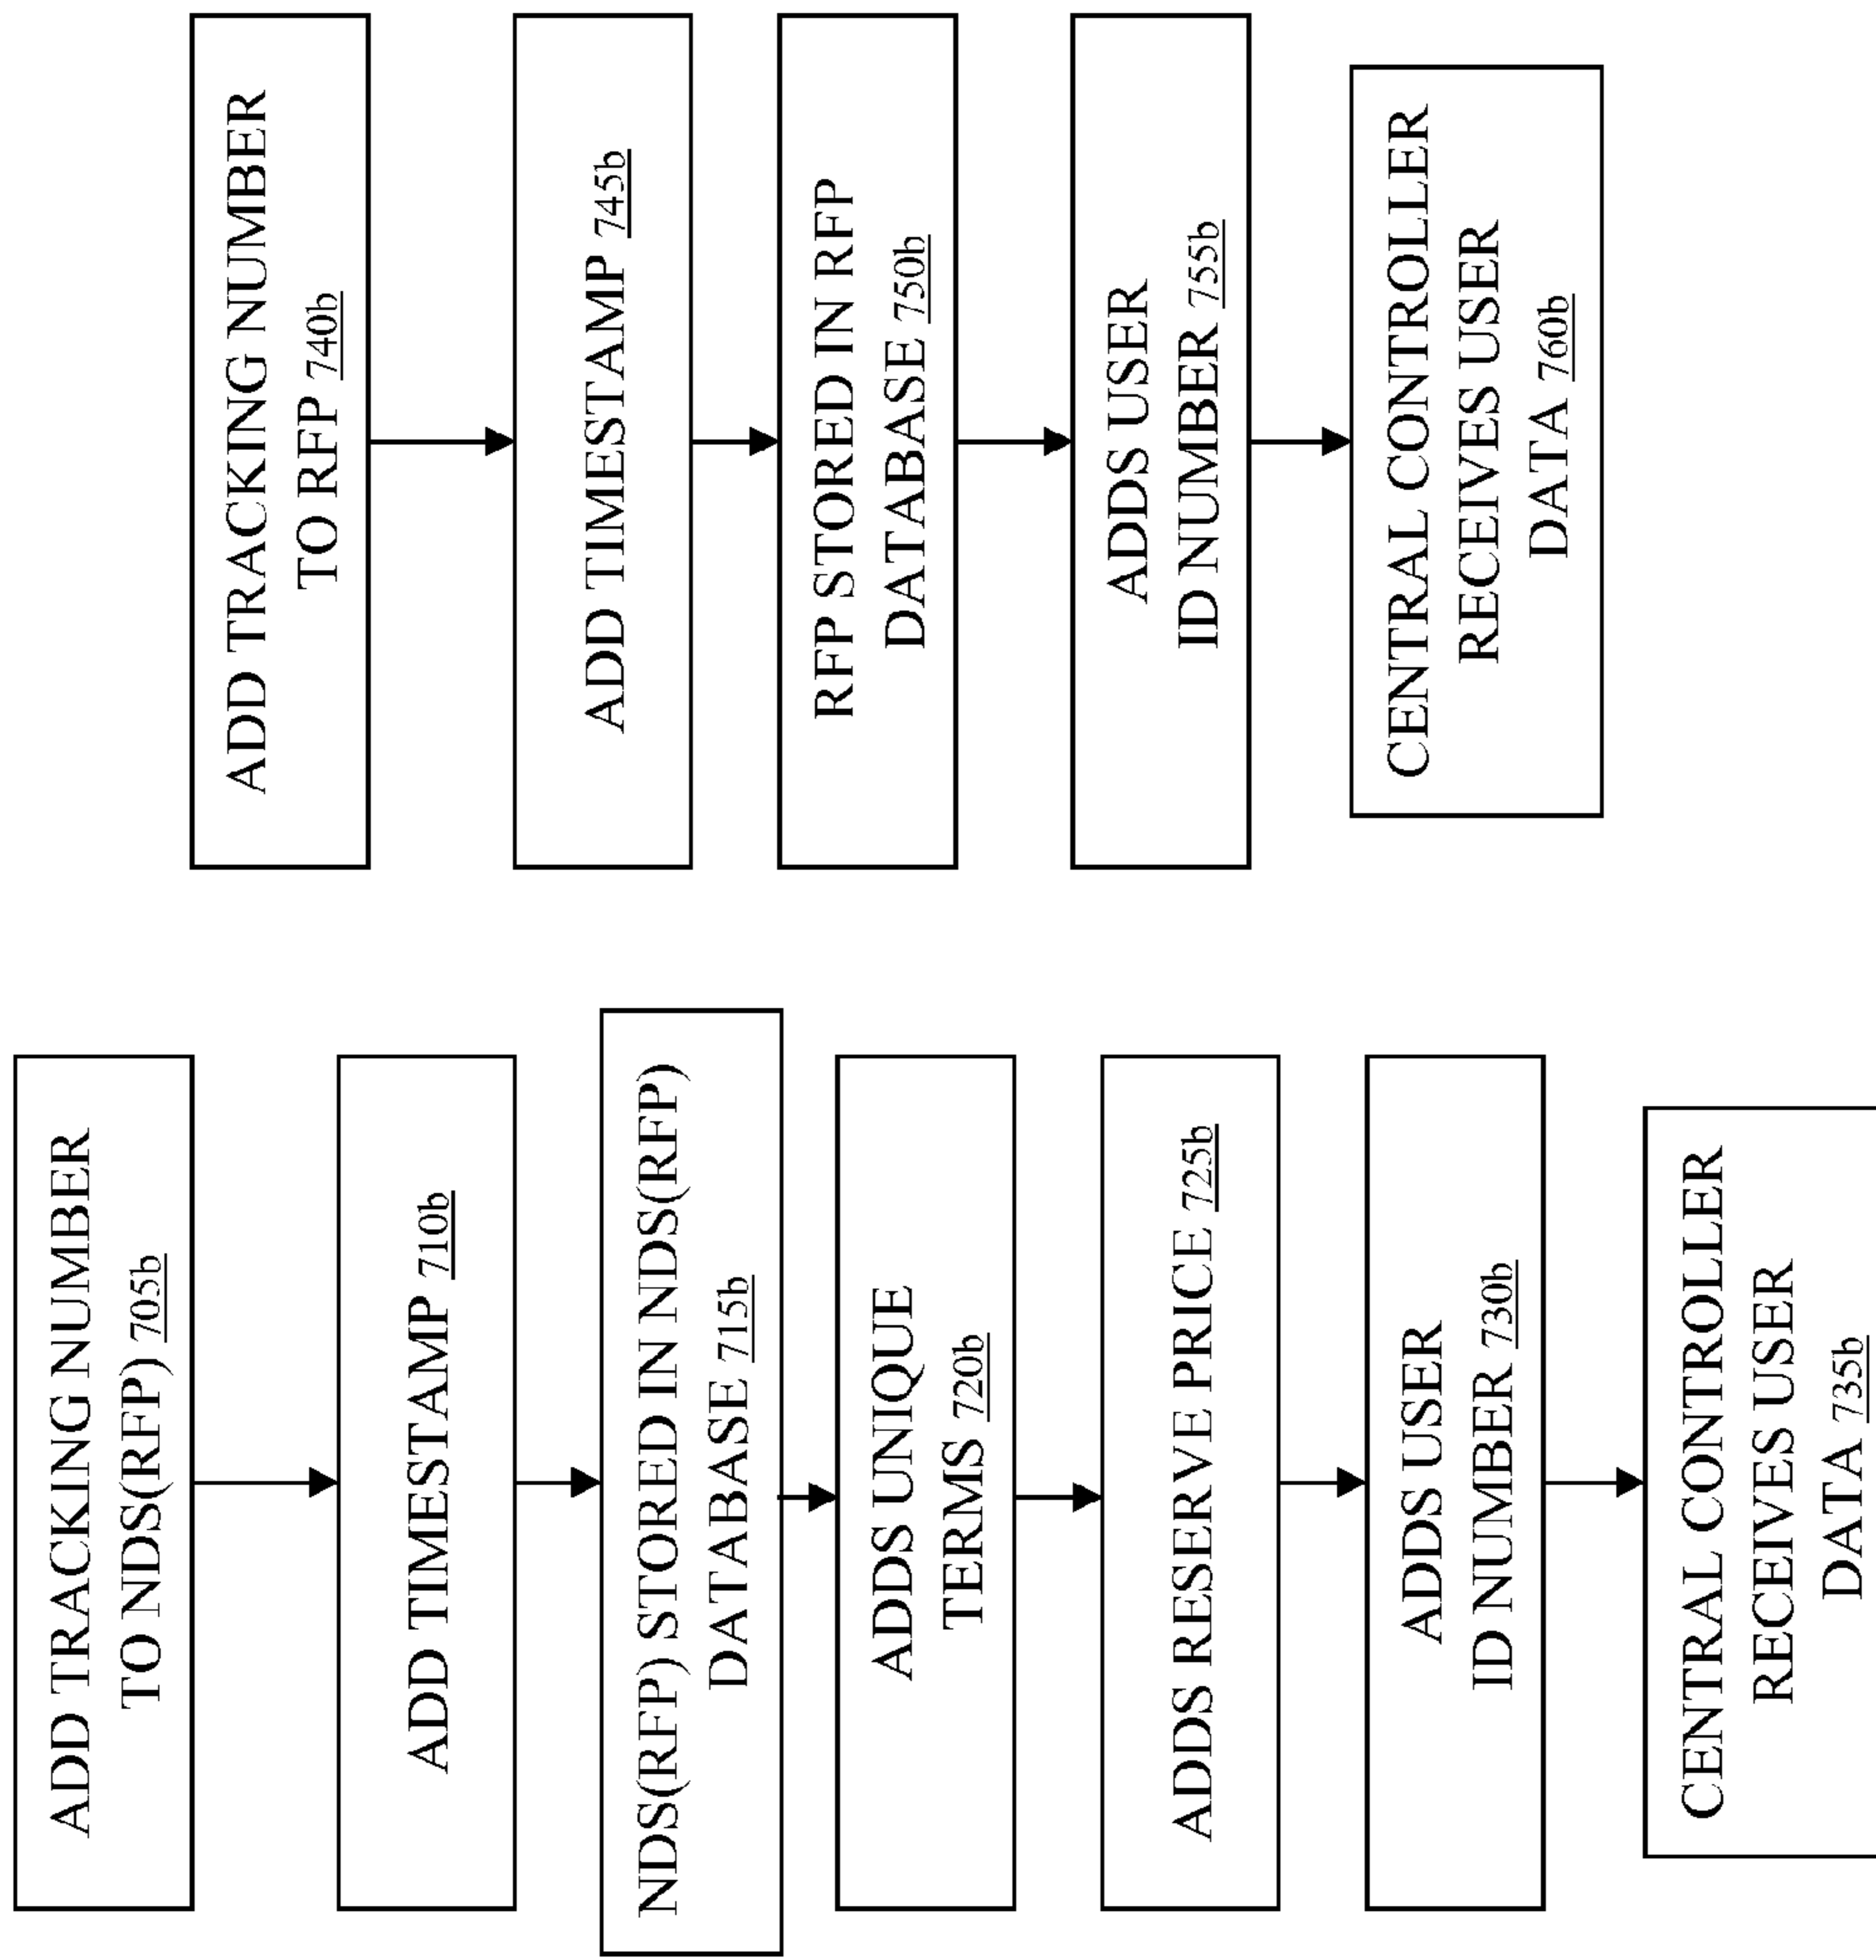 ADD TRACKING NUMBER
TO NDS(RFP) 705b
ADD TIMESTAMP 710b
NDS(RFP) STORED IN NDS(RFP)
DATABASE 715b
ADDS UNIQUE
TERMS 720b
ADDS RESERVE PRICE 725b
ADDS USER
ID NUMBER 730b
CENTRAL CONTROLLER
RECEIVES USER
DATA 735b
ADD TRACKING NUMBER
TO RFP 740b
ADD TIMESTAMP 745b
RFP STORED IN RFP
DATABASE 750b
ADDS USER
ID NUMBER 755b
CENTRAL CONTROLLER
RECEIVES USER
DATA 760b